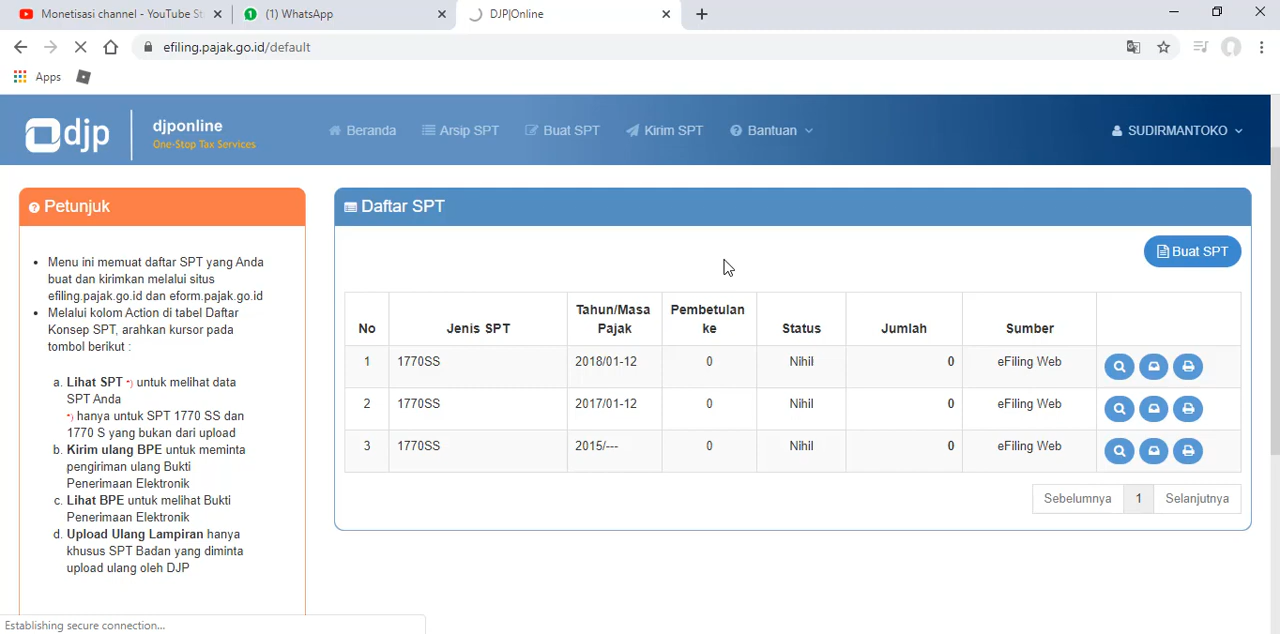 Monetisasi channel - YouTube St
(1) WhatsApp
DJP|Online
efiling.pajak.go.id/default
Apps
djp
djponline
One-Stop Tax Services
Beranda
Arsip SPT
Buat SPT
Kirim SPT
Bantuan
SUDIRMANTOKO
Petunjuk
• Menu ini memuat daftar SPT yang Anda
buat dan kirimkan melalui situs
efiling.pajak.go.id dan eform.pajak.go.id
• Melalui kolom Action di tabel Daftar
Konsep SPT, arahkan kursor pada
tombol berikut :
a. Lihat SPT *) untuk melihat data
SPT Anda
*) hanya untuk SPT 1770 SS dan
1770 S yang bukan dari upload
b. Kirim ulang BPE untuk meminta
pengiriman ulang Bukti
Penerimaan Elektronik
c. Lihat BPE untuk melihat Bukti
Penerimaan Elektronik
d. Upload Ulang Lampiran hanya
khusus SPT Badan yang diminta
upload ulang oleh DJP
Daftar SPT
Buat SPT
No Jenis SPT Tahun/Masa Pajak Pembetulan ke Status Jumlah Sumber
1 1770SS 2018/01-12 0 Nihil 0 eFiling Web
2 1770SS 2017/01-12 0 Nihil 0 eFiling Web
3 1770SS 2015/--- 0 Nihil 0 eFiling Web
Sebelumnya 1 Selanjutnya
Establishing secure connection...